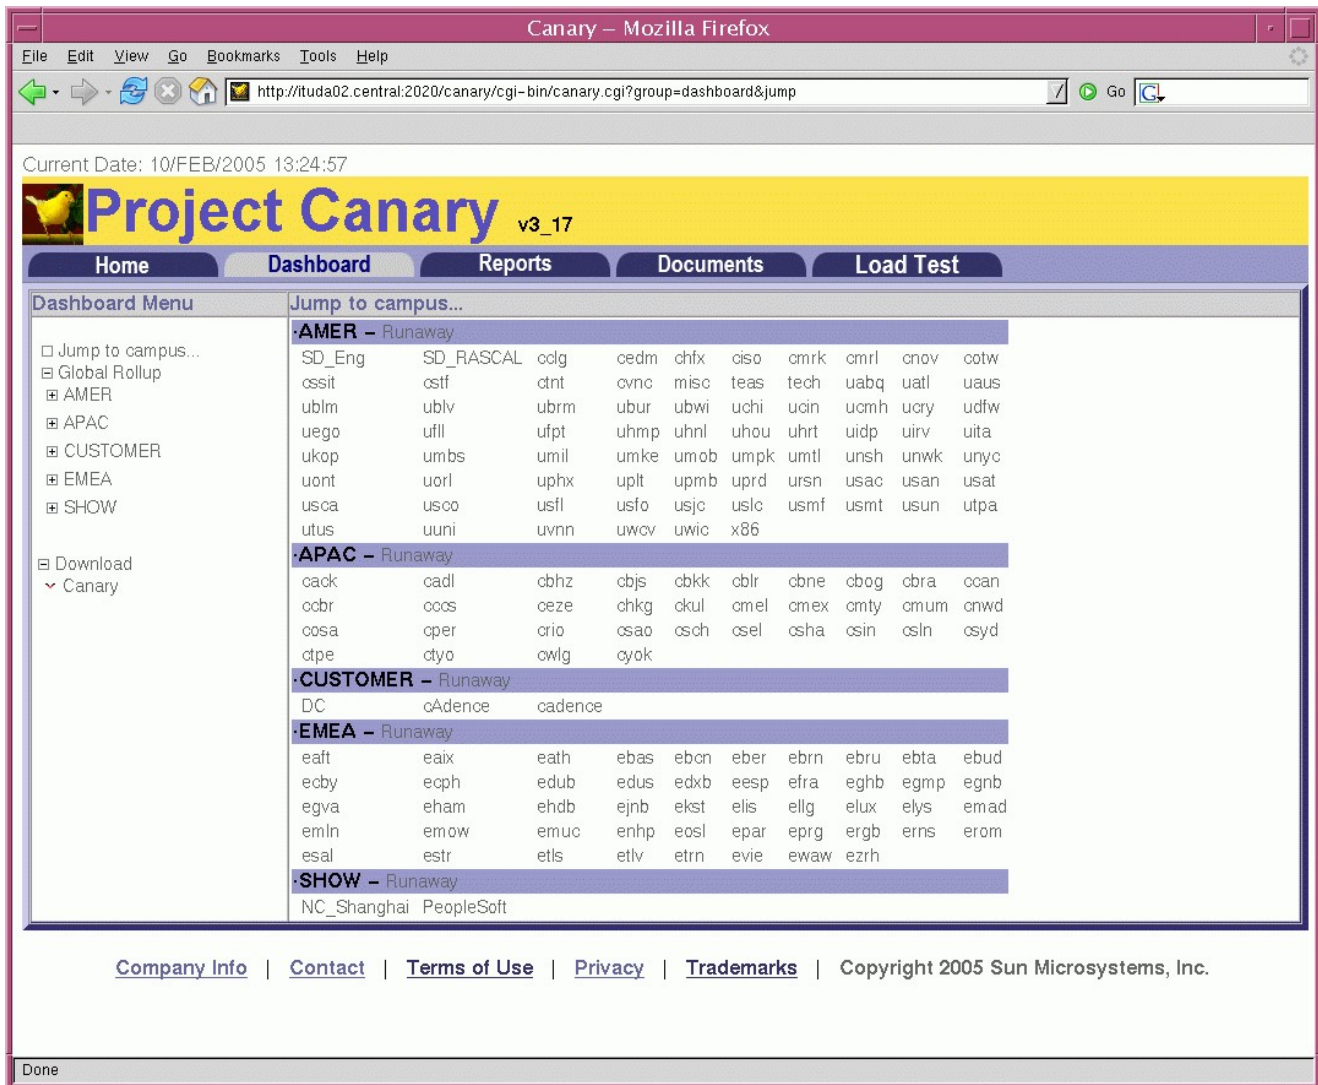 Canary – Mozilla Firefox
File Edit View Go Bookmarks Tools Help
http://ituda02.central:2020/canary/cgi-bin/canary.cgi?group=dashboard&jump Go G
Current Date: 10/FEB/2005 13:24:57
Project Canary v3_17
Home Dashboard Reports Documents Load Test
Dashboard Menu
Jump to campus...
Global Rollup
AMER
APAC
CUSTOMER
EMEA
SHOW
Download
Canary
Jump to campus...
·AMER – Runaway
SD_Eng SD_RASCAL cclg cedm chfx ciso cmrk cmrl cnov cotw
cssit cstf ctnt cvnc misc teas tech uabq uatl uaus
ublm ublv ubrm ubur ubwi uchi ucin ucmh ucry udfw
uego ufll ufpt uhmp uhnl uhou uhrt uidp uirv uita
ukop umbs umil umke umob umpk umtl unsh unwk unyc
uont uorl uphx uplt upmb uprd ursn usac usan usat
usca usco usfl usfo usjc uslc usmf usmt usun utpa
utus uuni uvnn uwcv uwic x86
·APAC – Runaway
cack cadl cbhz cbjs cbkk cblr cbne cbog cbra ccan
ccbr cccs ceze chkg ckul cmel cmex cmty cmum cnwd
cosa cper crio csao csch csel csha csin csln csyd
ctpe ctyo cwlg cyok
·CUSTOMER – Runaway
DC cAdence cadence
·EMEA – Runaway
eaft eaix eath ebas ebcn eber ebrn ebru ebta ebud
ecby ecph edub edus edxb eesp efra eghb egmp egnb
egva eham ehdb ejnb ekst elis ellg elux elys emad
emln emow emuc enhp eosl epar eprg ergb erns erom
esal estr etls etlv etrn evie ewaw ezrh
·SHOW – Runaway
NC_Shanghai PeopleSoft
Company Info | Contact | Terms of Use | Privacy | Trademarks | Copyright 2005 Sun Microsystems, Inc.
Done